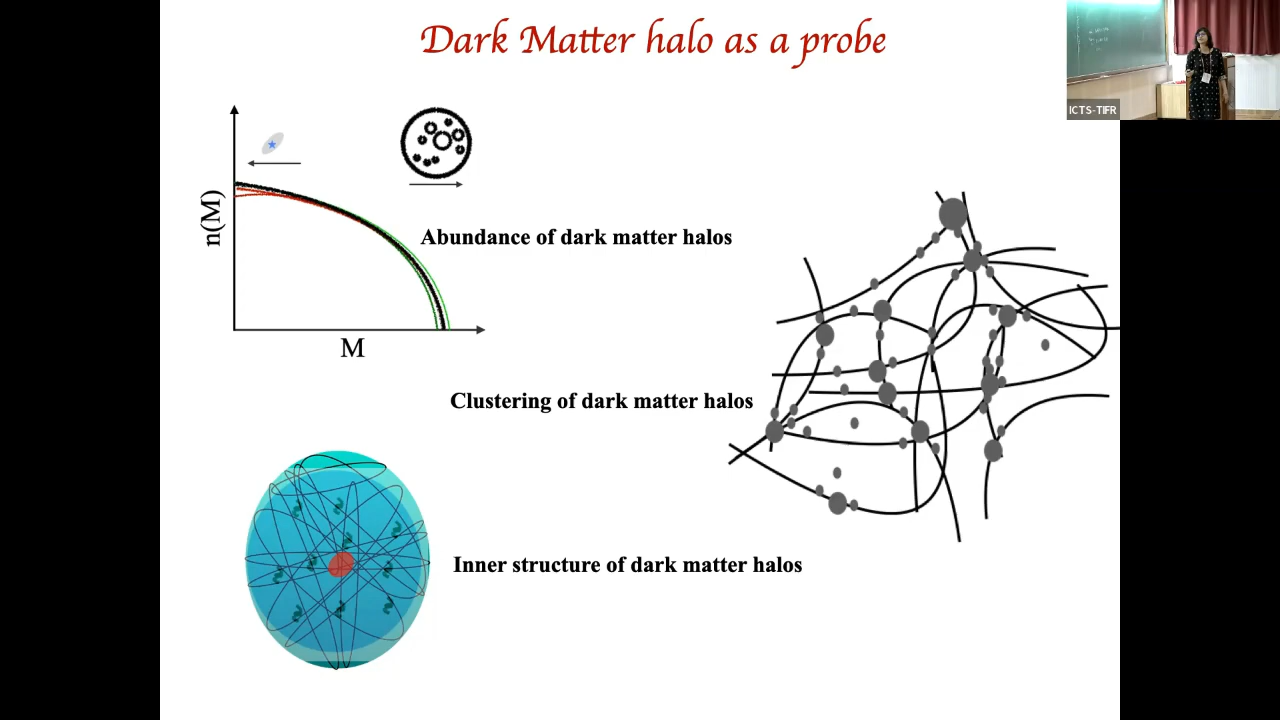 Dark Matter halo as a probe
ICTS-TIFR
n(M)
Abundance of dark matter halos
M
Clustering of dark matter halos
Inner structure of dark matter halos